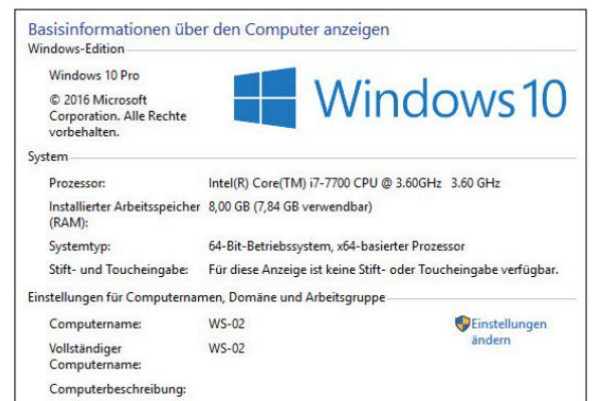 Basisinformationen über den Computer anzeigen
Windows-Edition
Windows 10 Pro
© 2016 Microsoft
Corporation. Alle Rechte
vorbehalten.
Windows 10
System
Prozessor: Intel(R) Core(TM) i7-7700 CPU @ 3.60GHz 3.60 GHz
Installierter Arbeitsspeicher 8,00 GB (7,84 GB verwendbar)
(RAM):
Systemtyp: 64-Bit-Betriebssystem, x64-basierter Prozessor
Stift- und Toucheingabe: Für diese Anzeige ist keine Stift- oder Toucheingabe verfügbar.
Einstellungen für Computernamen, Domäne und Arbeitsgruppe
Computername: WS-02 Einstellungen
ändern
Vollständiger WS-02
Computername:
Computerbeschreibung: